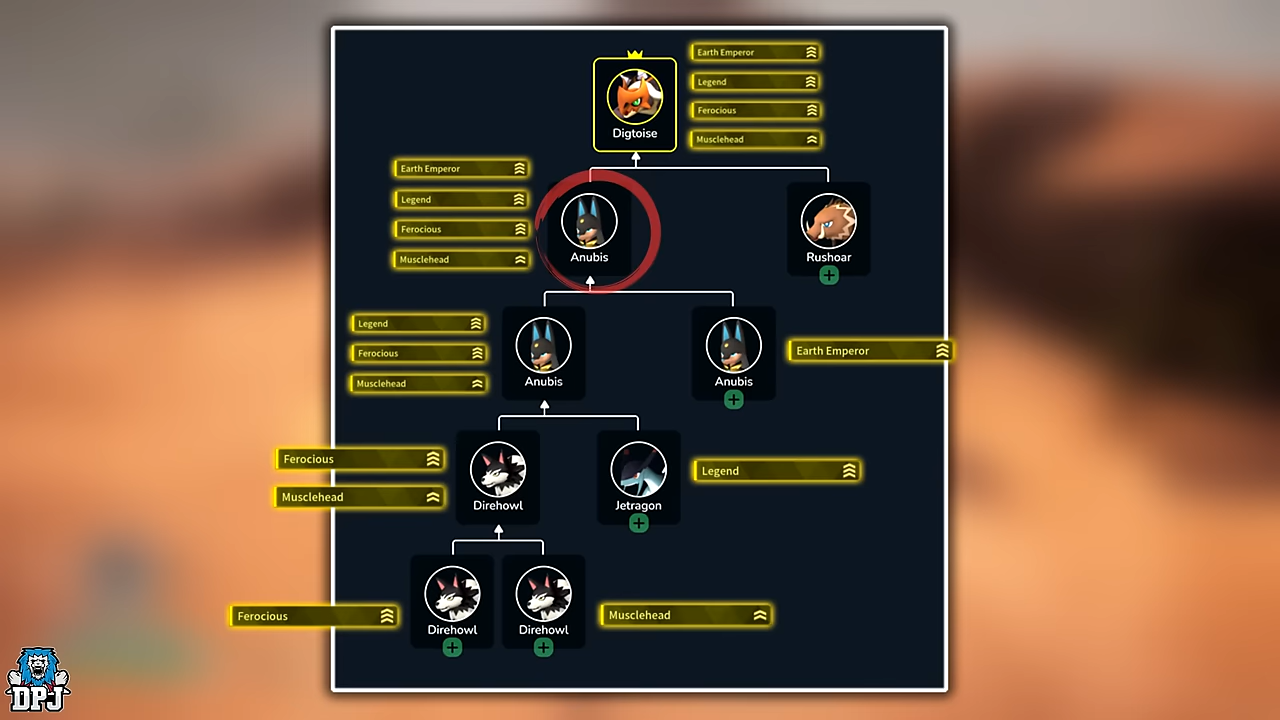 Earth Emperor
Legend
Ferocious
Musclehead
Digtoise
Earth Emperor
Legend
Ferocious
Musclehead
Anubis
Rushoar
Legend
Ferocious
Musclehead
Anubis
Anubis
Earth Emperor
Ferocious
Musclehead
Direhowl
Jetragon
Legend
Ferocious
Direhowl
Direhowl
Musclehead
DPJ